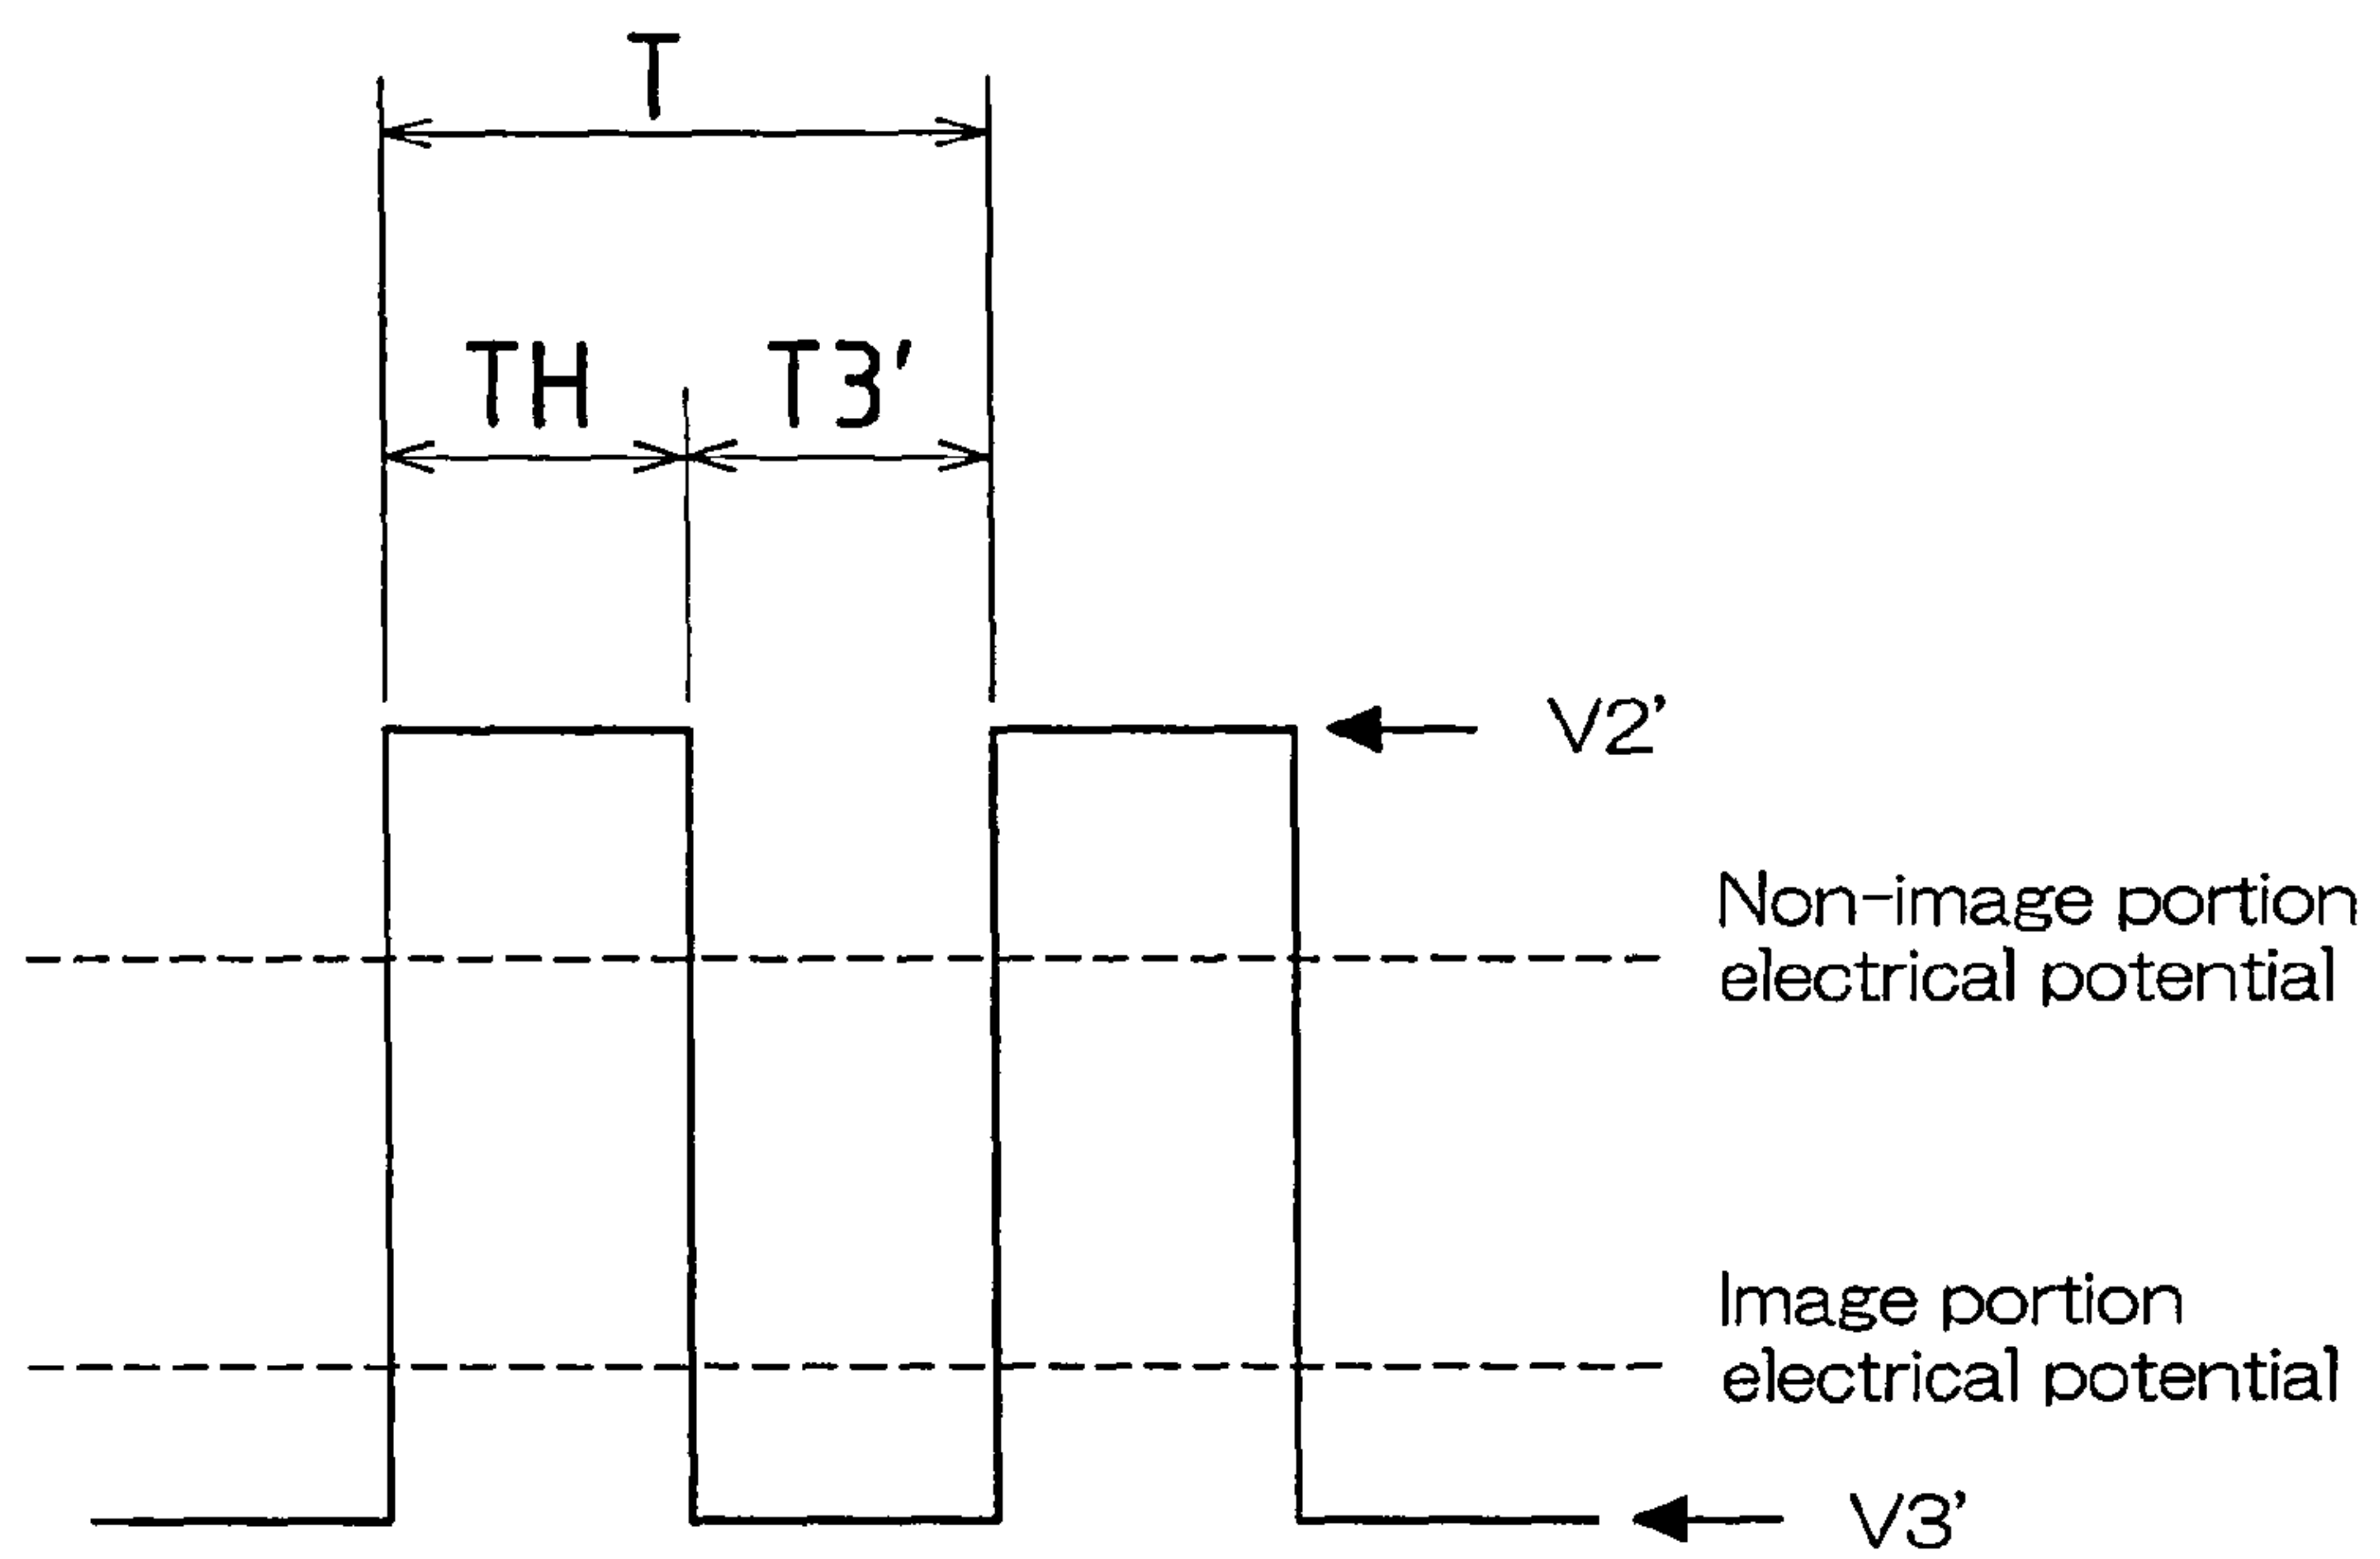 T
TH
T3'
V2'
Non-image portion
electrical potential
Image portion
electrical potential
V3'